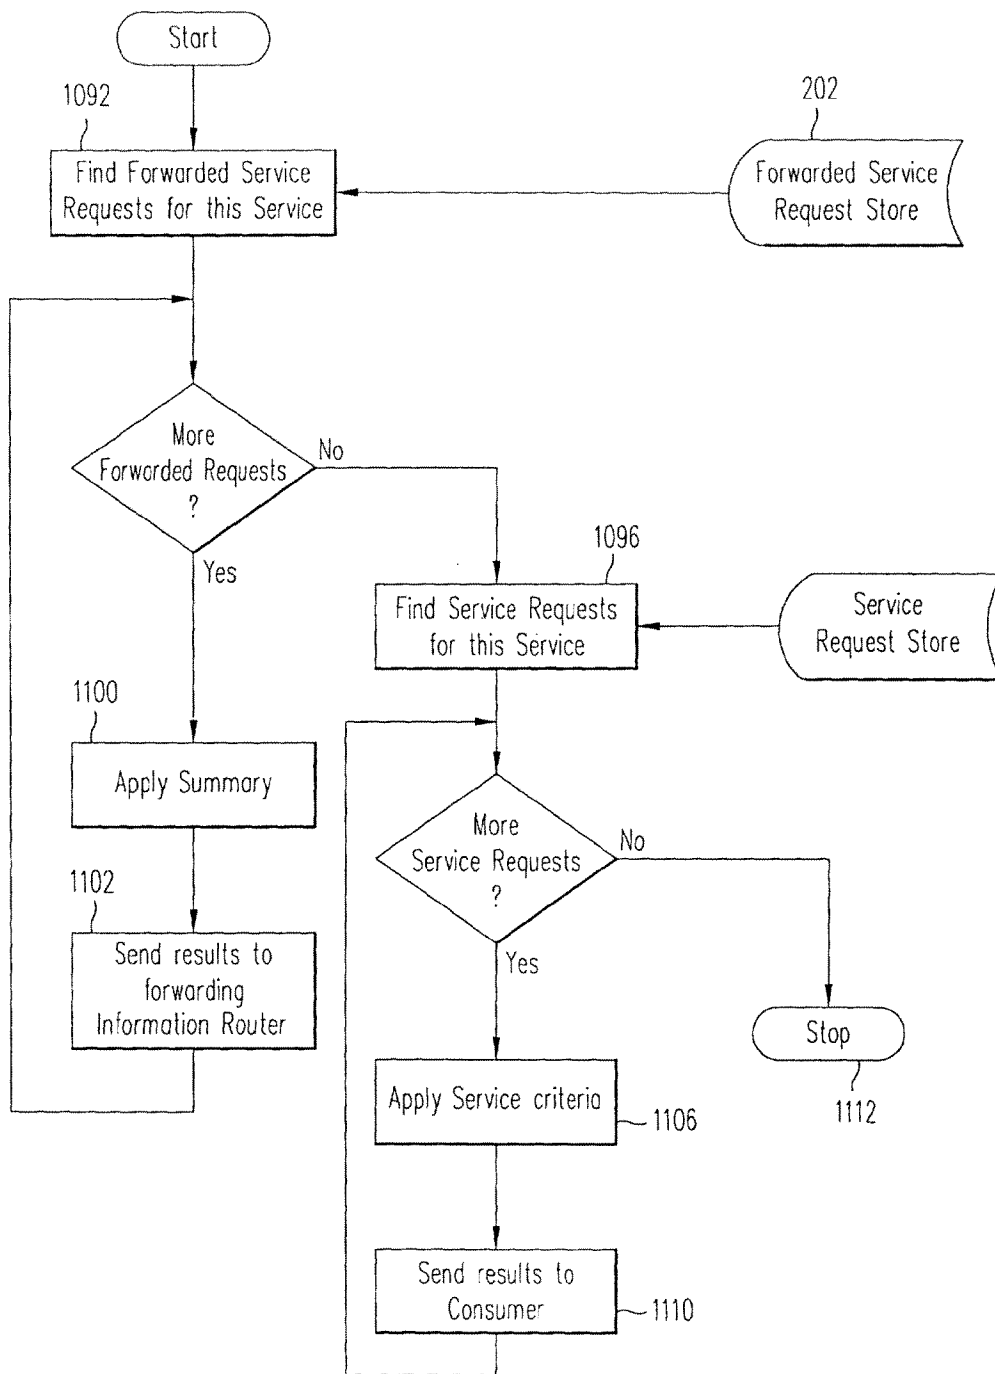 Start
1092
202
Find Forwarded Service
Requests for this Service
Forwarded Service
Request Store
More
Forwarded Requests
?
No
Yes
1096
Find Service Requests
for this Service
Service
Request Store
1100
Apply Summary
More
Service Requests
?
No
Yes
1102
Send results to
forwarding
Information Router
Stop
1112
Apply Service criteria
1106
Send results to
Consumer
1110